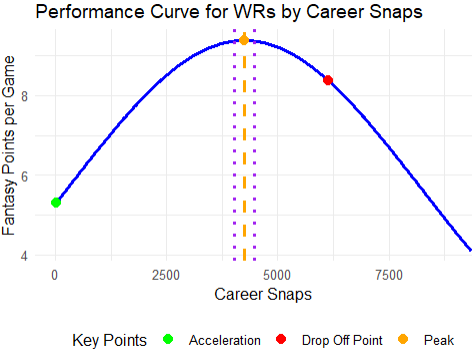 Performance Curve for WRs by Career Snaps
Fantasy Points per Game
8
6
4
0 2500 5000 7500
Career Snaps
Key Points Acceleration Drop Off Point Peak